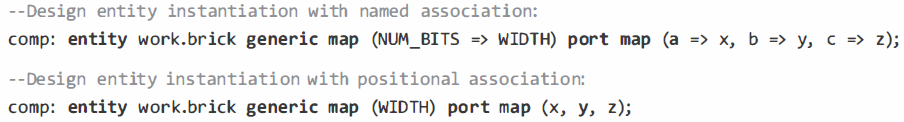 --Design entity instantiation with named association:
comp: entity work.brick generic map (NUM_BITS => WIDTH) port map (a => x, b => y, c => z);
--Design entity instantiation with positional association:
comp: entity work.brick generic map (WIDTH) port map (x, y, z);